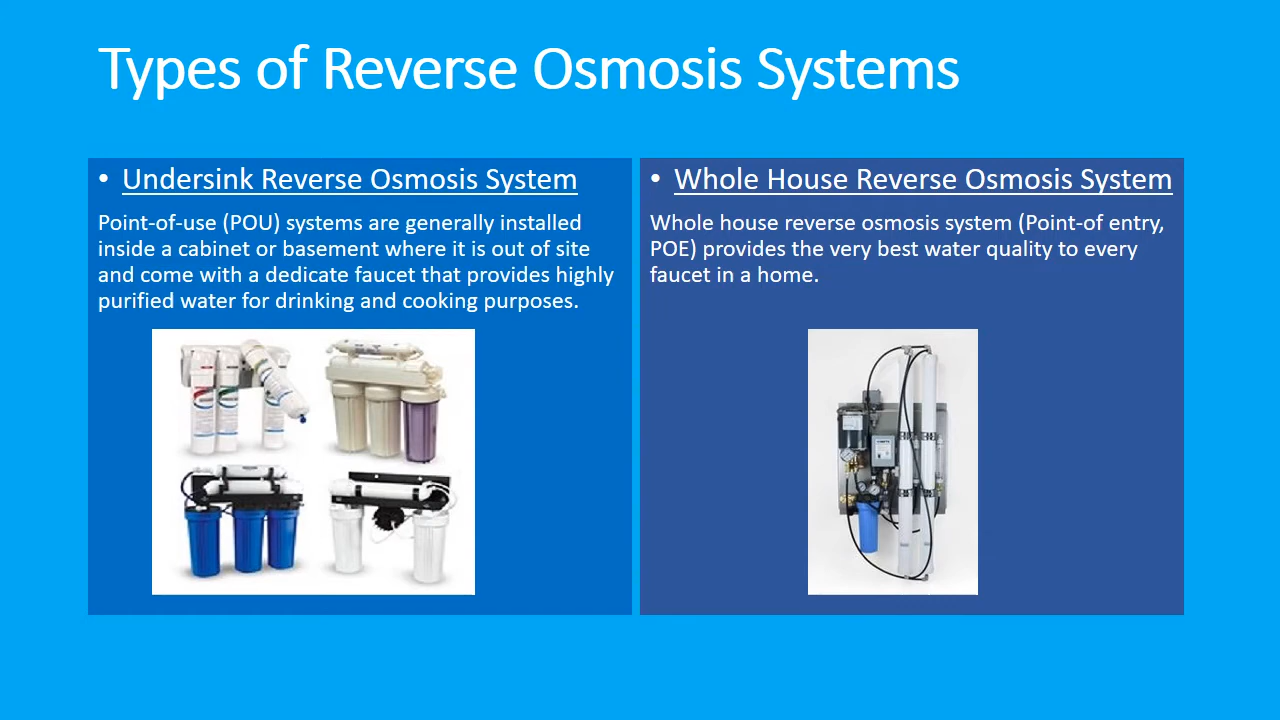 Types of Reverse Osmosis Systems
• Undersink Reverse Osmosis System
Point-of-use (POU) systems are generally installed
inside a cabinet or basement where it is out of site
and come with a dedicate faucet that provides highly
purified water for drinking and cooking purposes.
• Whole House Reverse Osmosis System
Whole house reverse osmosis system (Point-of entry,
POE) provides the very best water quality to every
faucet in a home.